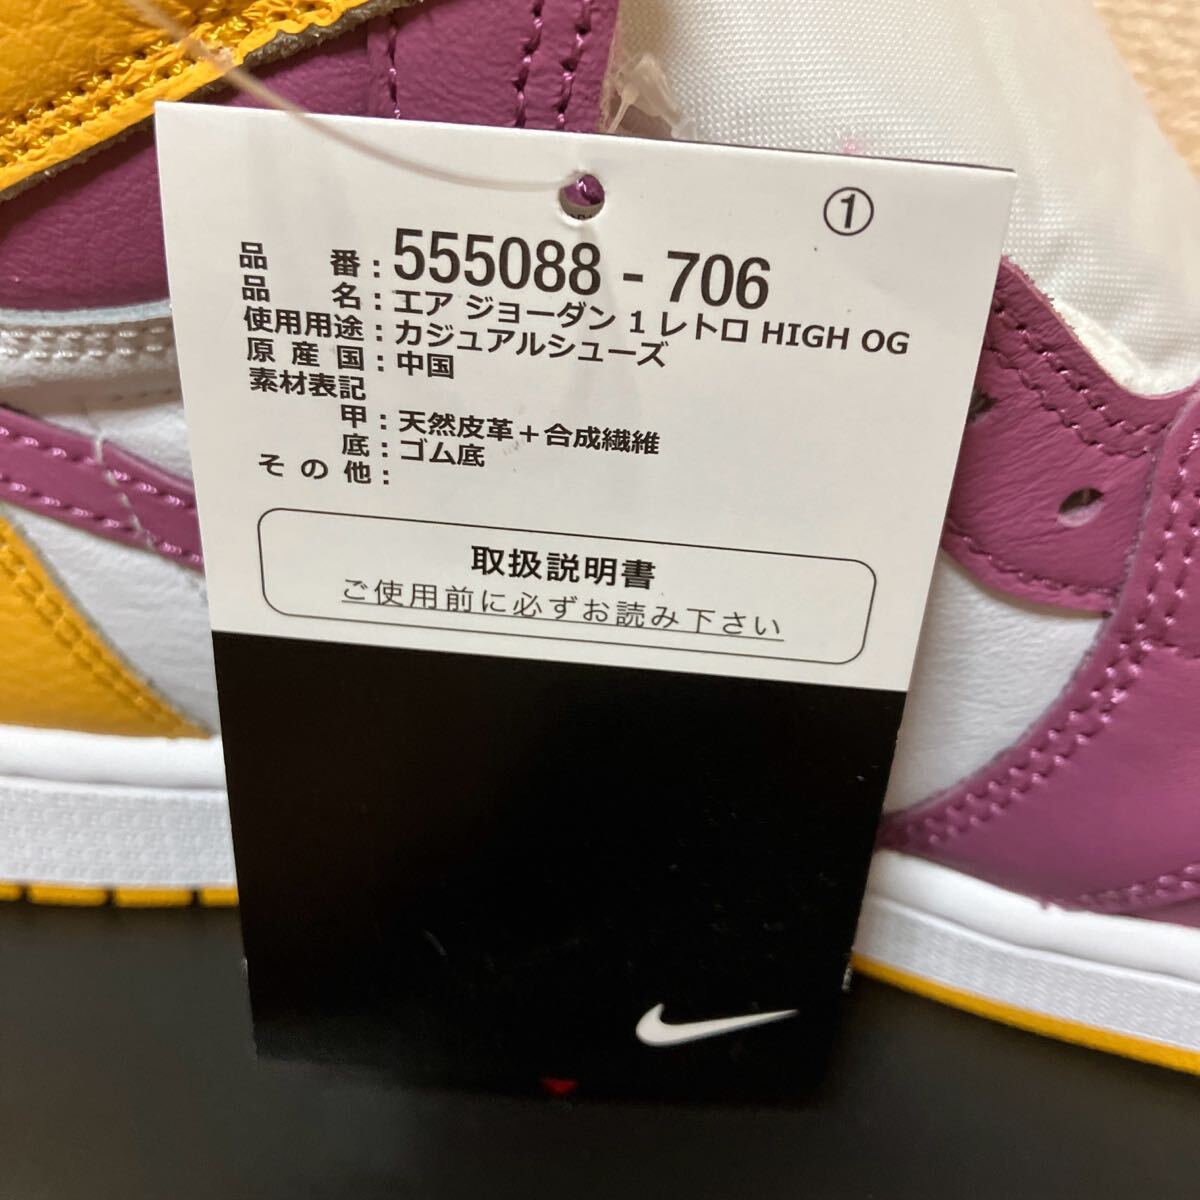 ①
品 番：555088 - 706
品 名：エア ジョーダン 1 レトロ HIGH OG
使用用途：カジュアルシューズ
原 産 国：中国
素材表記
甲：天然皮革＋合成繊維
底：ゴム底
そ の 他：
取扱説明書
ご使用前に必ずお読み下さい